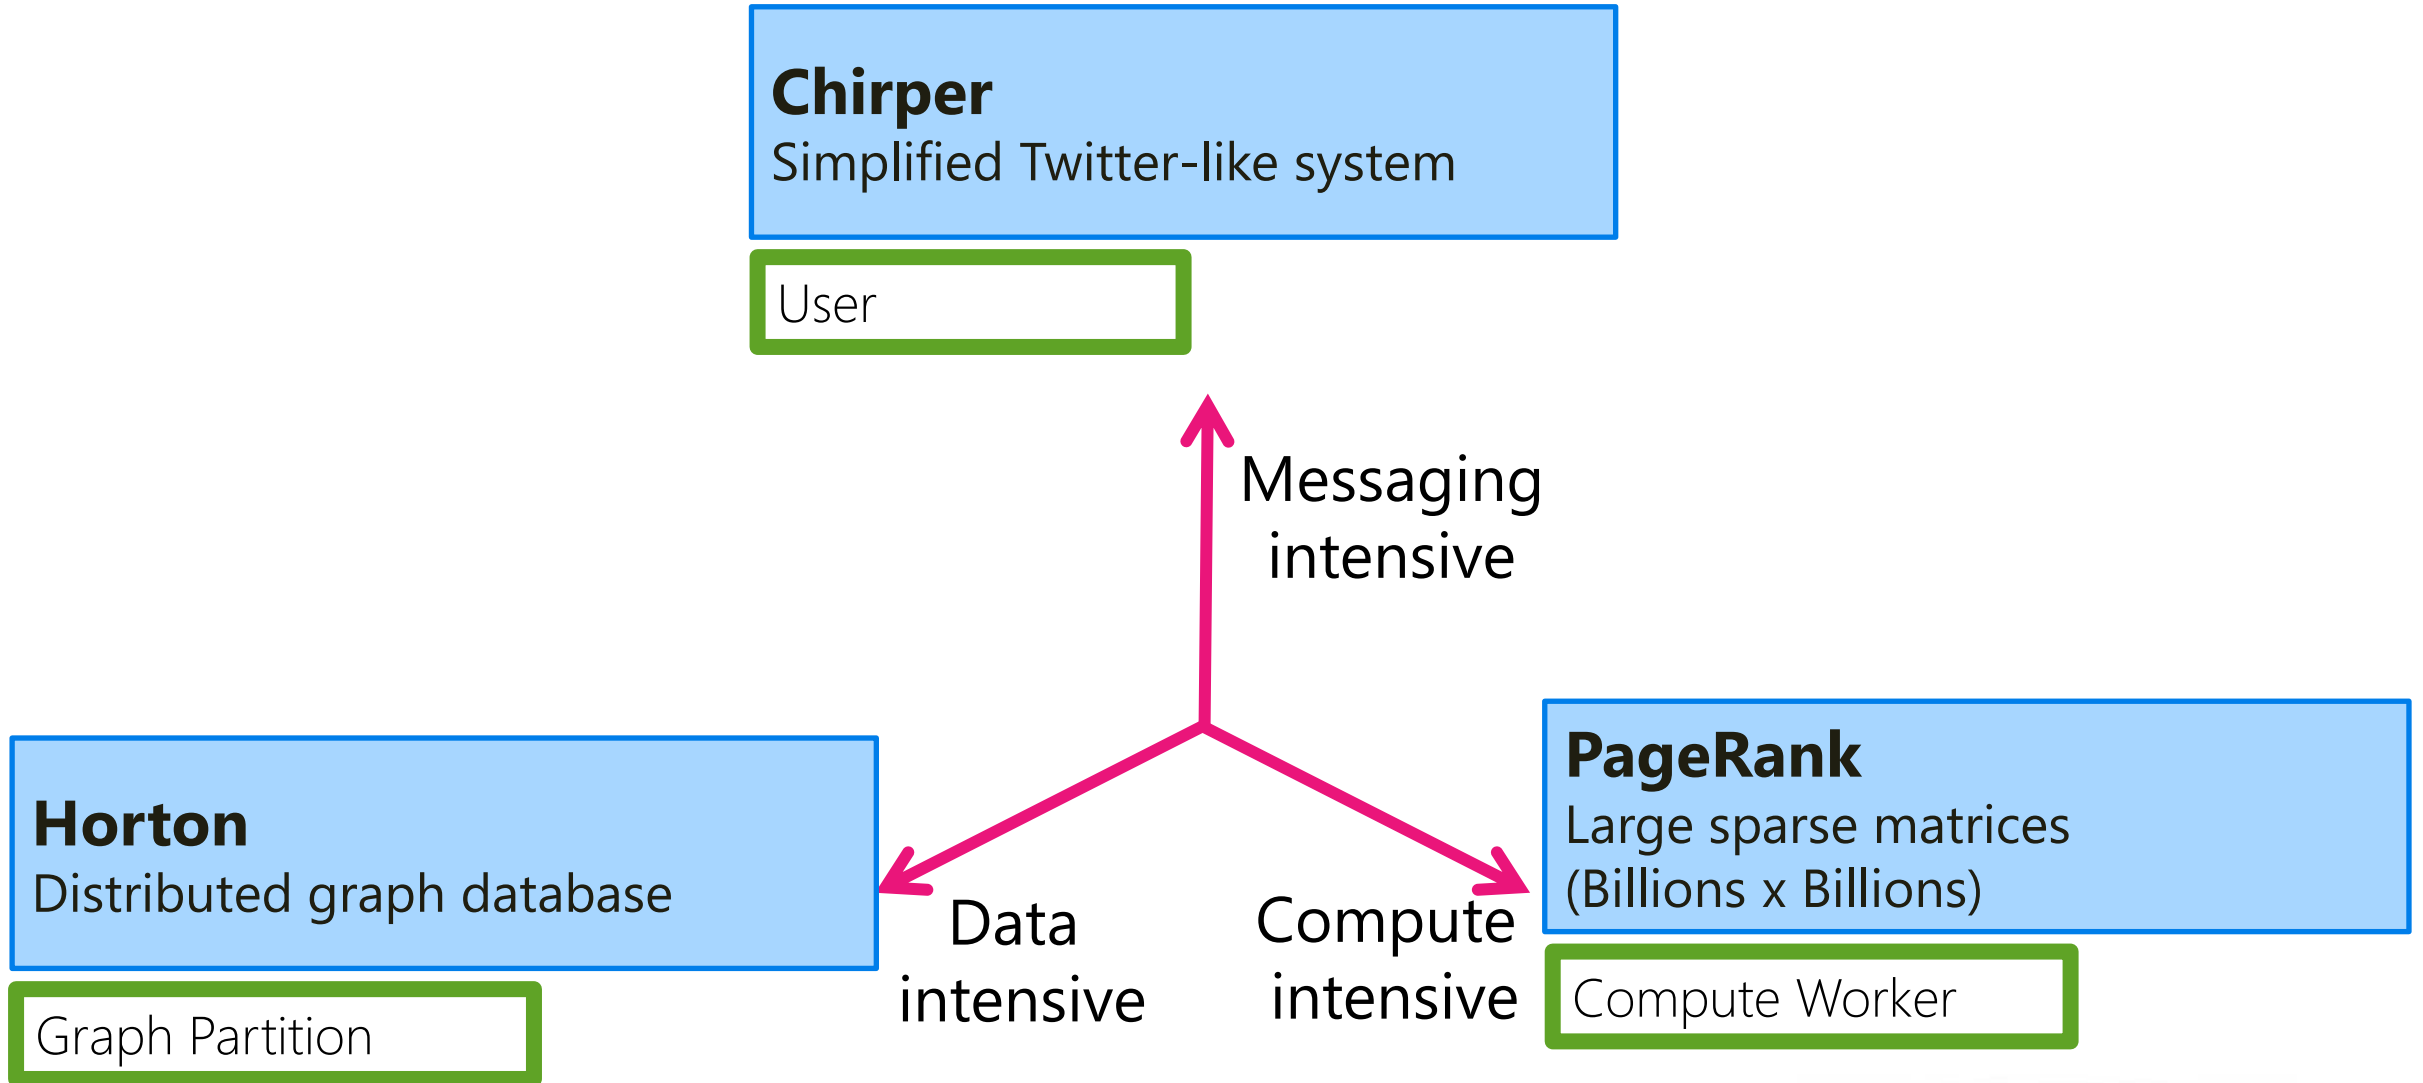 Chirper
Simplified Twitter-like system
User
Messaging
intensive
Horton
Distributed graph database
Graph Partition
Data
intensive
Compute
intensive
PageRank
Large sparse matrices
(Billions x Billions)
Compute Worker